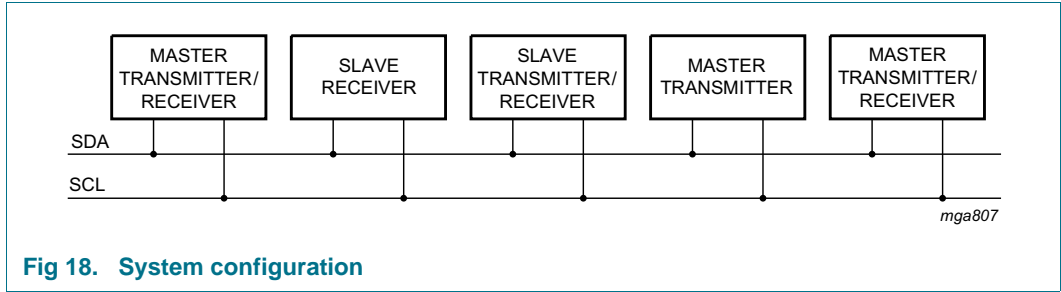 MASTER
TRANSMITTER/
RECEIVER
SLAVE
RECEIVER
SLAVE
TRANSMITTER/
RECEIVER
MASTER
TRANSMITTER
MASTER
TRANSMITTER/
RECEIVER
SDA
SCL
mga807
Fig 18. System configuration